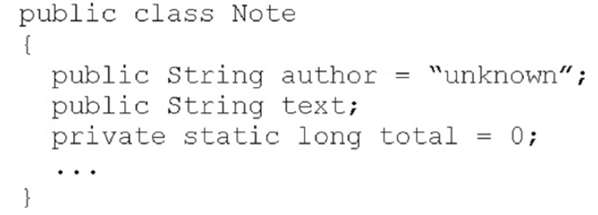 public class Note
{
public String author = “unknown”;
public String text;
private static long total = 0;
...
}